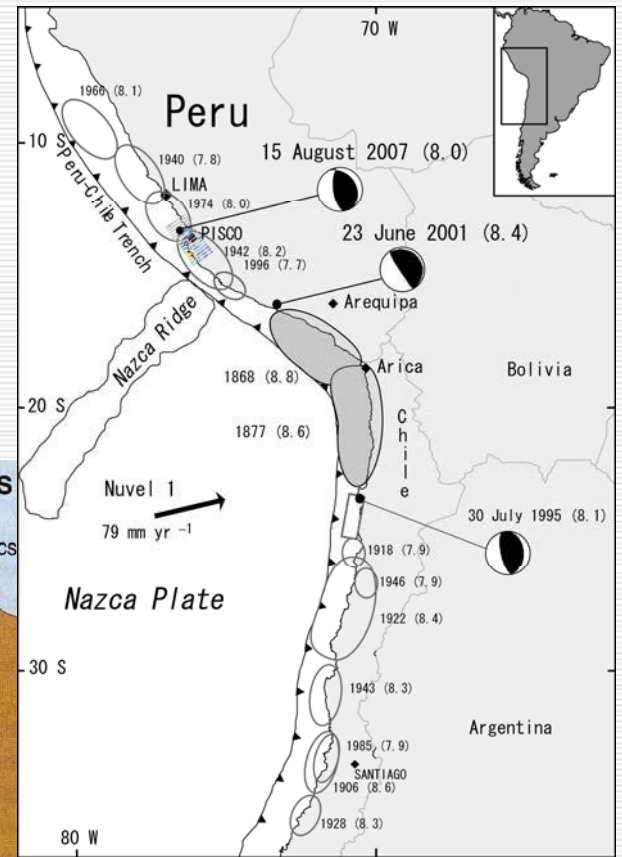 70 W
1966 (8.1)
Peru
10 S
15 August 2007 (8.0)
1940 (7.8)
LIMA
1974 (8.0)
Peru-Chile Trench
PISCO
23 June 2001 (8.4)
1942 (8.2)
1996 (7.7)
Nazca Ridge
Arequipa
1868 (8.8)
Arica
Bolivia
20 S
Chile
1877 (8.6)
S
Nuvel 1
30 July 1995 (8.1)
79 mm yr -1
cs
1918 (7.9)
1946 (7.9)
Nazca Plate
1922 (8.4)
30 S
1943 (8.3)
Argentina
1985 (7.9)
SANTIAGO
1906 (8.6)
1928 (8.3)
80 W